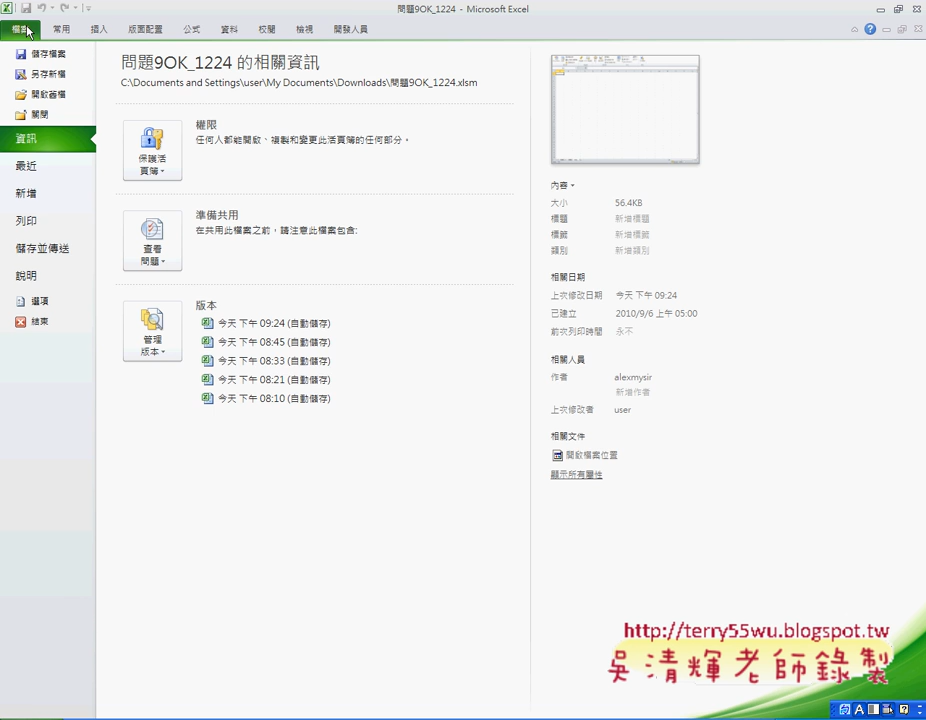 問題9OK_1224 - Microsoft Excel
檔案 常用 插入 版面配置 公式 資料 校閱 檢視 開發人員
儲存檔案
另存新檔
開啟舊檔
關閉
資訊
最近
新增
列印
儲存並傳送
說明
選項
結束
問題9OK_1224 的相關資訊
C:\Documents and Settings\user\My Documents\Downloads\問題9OK_1224.xlsm
保護活
頁簿
權限
任何人都能開啟、複製和變更此活頁簿的任何部分。
查看
問題
準備共用
在共用此檔案之前，請注意此檔案包含:
管理
版本
版本
今天 下午 09:24 (自動儲存)
今天 下午 08:45 (自動儲存)
今天 下午 08:33 (自動儲存)
今天 下午 08:21 (自動儲存)
今天 下午 08:10 (自動儲存)
內容
大小 56.4KB
標題 新增標題
標籤 新增標籤
類別 新增類別
相關日期
上次修改日期 今天 下午 09:24
已建立 2010/9/6 上午 05:00
前次列印時間 永不
相關人員
作者 alexmysir
新增作者
上次修改者 user
相關文件
開啟檔案位置
顯示所有屬性
http://terry55wu.blogspot.tw
吳清輝老師錄製